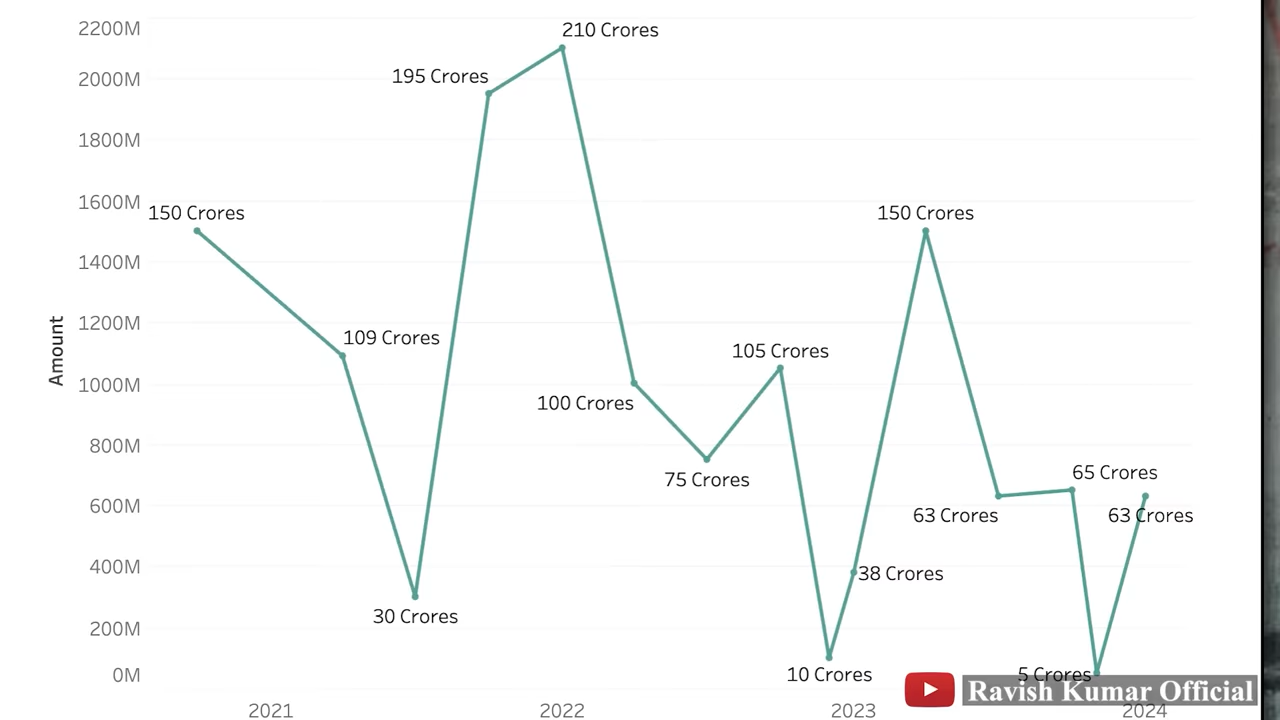 2200M
210 Crores
2000M
195 Crores
1800M
1600M
150 Crores
150 Crores
1400M
1200M
109 Crores
105 Crores
Amount
1000M
100 Crores
800M
75 Crores
65 Crores
600M
63 Crores
63 Crores
400M
38 Crores
30 Crores
200M
0M
10 Crores
5 Crores
Ravish Kumar Official
2021
2022
2023
2024